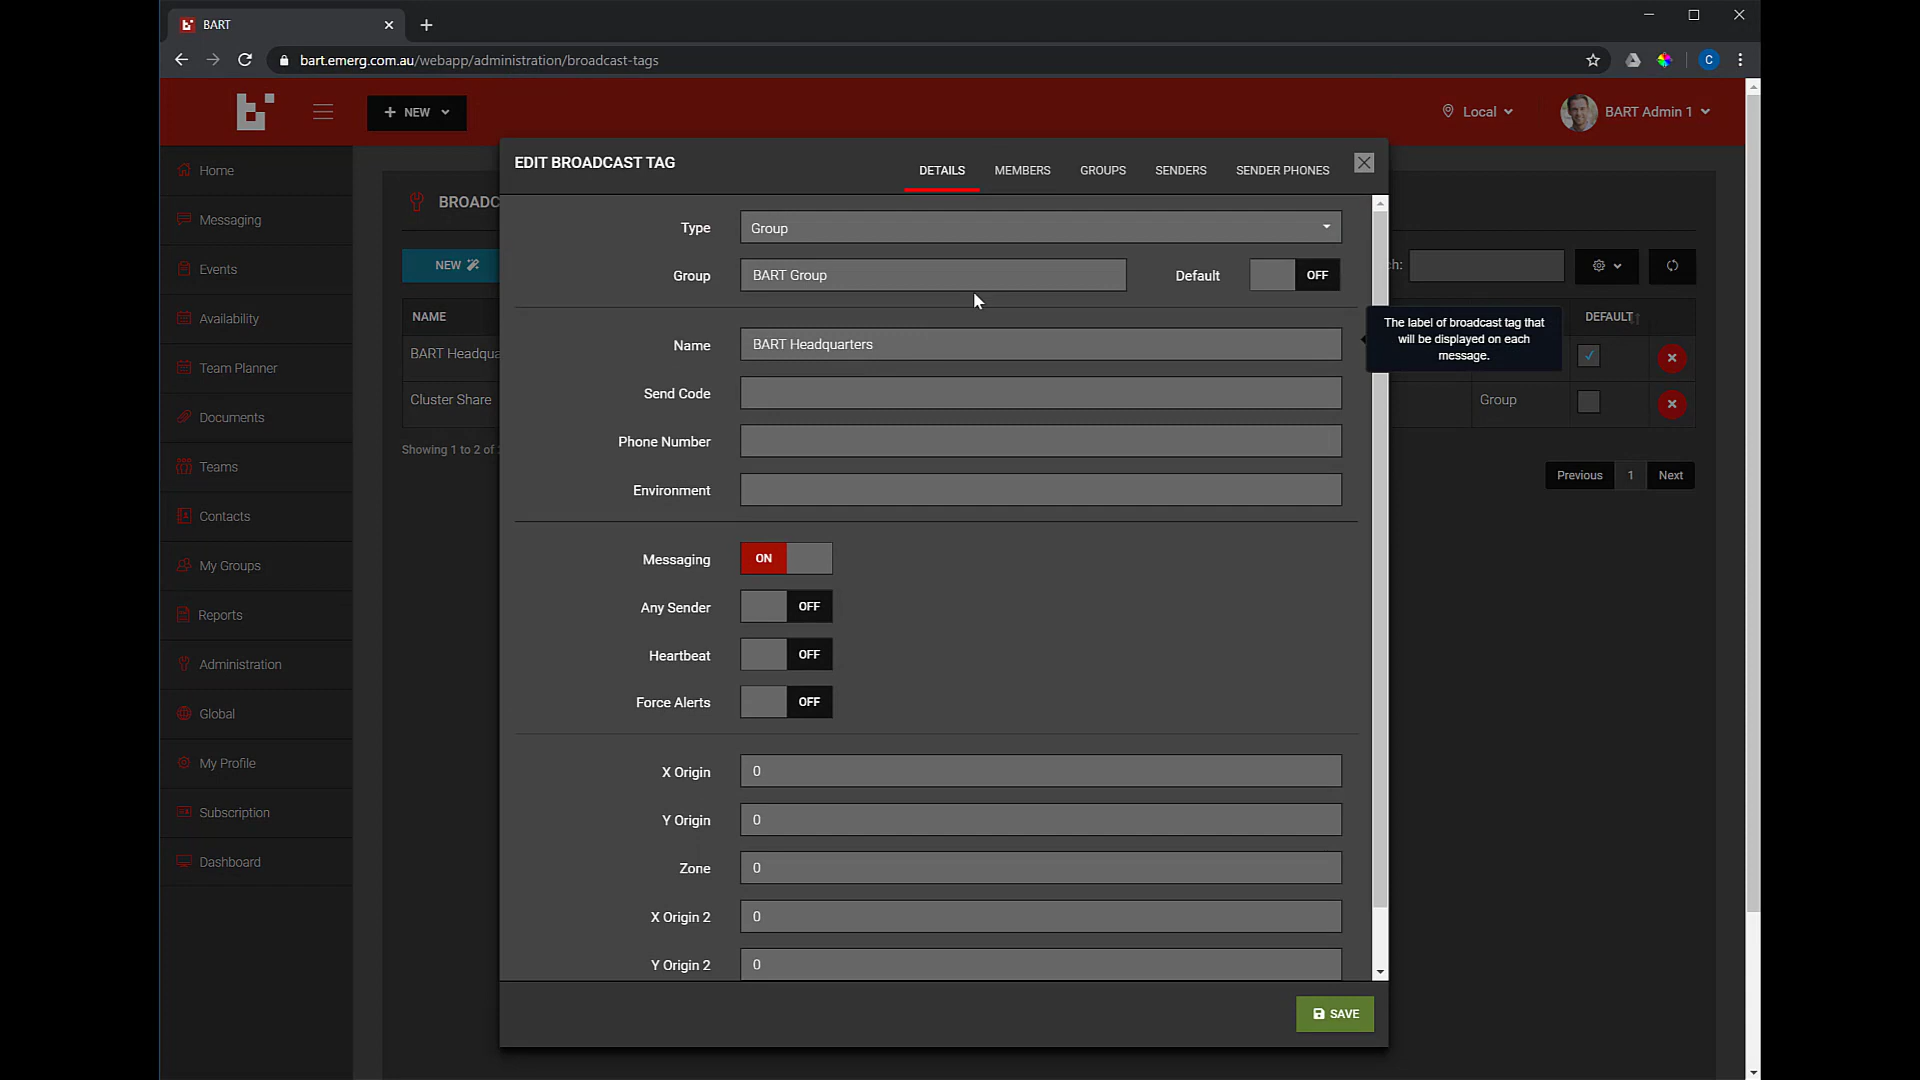 BART
bart.emerg.com.au/webapp/administration/broadcast-tags
C
NEW
Local
BART Admin 1
Home
Messaging
Events
Availability
Team Planner
Documents
Teams
Contacts
My Groups
Reports
Administration
Global
My Profile
Subscription
Dashboard
BROADC
NEW
ch:
NAME
DEFAULT
BART Headqua
Cluster Share
Group
Showing 1 to 2 of
Previous 1 Next
EDIT BROADCAST TAG
DETAILS MEMBERS GROUPS SENDERS SENDER PHONES
Type Group
Group BART Group Default OFF
Name BART Headquarters
The label of broadcast tag that
will be displayed on each
message.
Send Code
Phone Number
Environment
Messaging ON
Any Sender OFF
Heartbeat OFF
Force Alerts OFF
X Origin 0
Y Origin 0
Zone 0
X Origin 2 0
Y Origin 2 0
SAVE